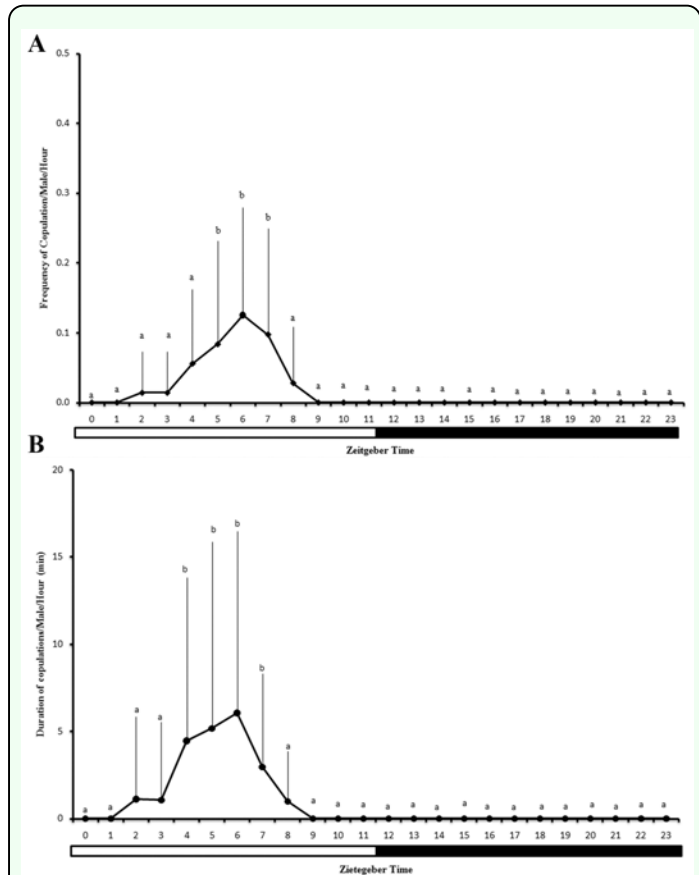 A
0.5
0.4
0.3
b
b b
0.2
a
a
0.1
a a
a a a a a a a a a a a a a a a a a
0.0
Frequency of Copulation/Male/Hour
0 1 2 3 4 5 6 7 8 9 10 11 12 13 14 15 16 17 18 19 20 21 22 23
Zeitgeber Time
B
20
b b
15
b
10
b
a a
5
a
a a a a a a a a a a a a a a a a a
0
Duration of copulations/Male/Hour (min)
0 1 2 3 4 5 6 7 8 9 10 11 12 13 14 15 16 17 18 19 20 21 22 23
Zietegeber Time